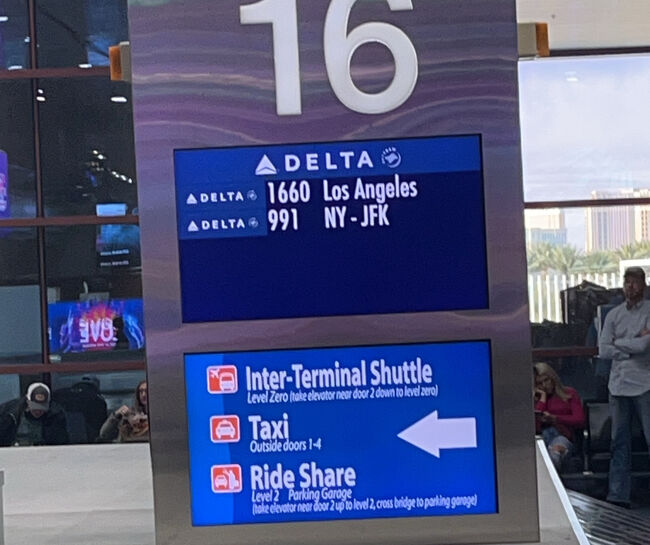 16
DELTA
DELTA 1660 Los Angeles
DELTA 991 NY - JFK
Inter-Terminal Shuttle
Level Zero (take elevator near door 2 down to level zero)
Taxi
Outside doors 1-4
Ride Share
Level 2 Parking Garage
(take elevator near door 2 up to level 2, cross bridge to parking garage)